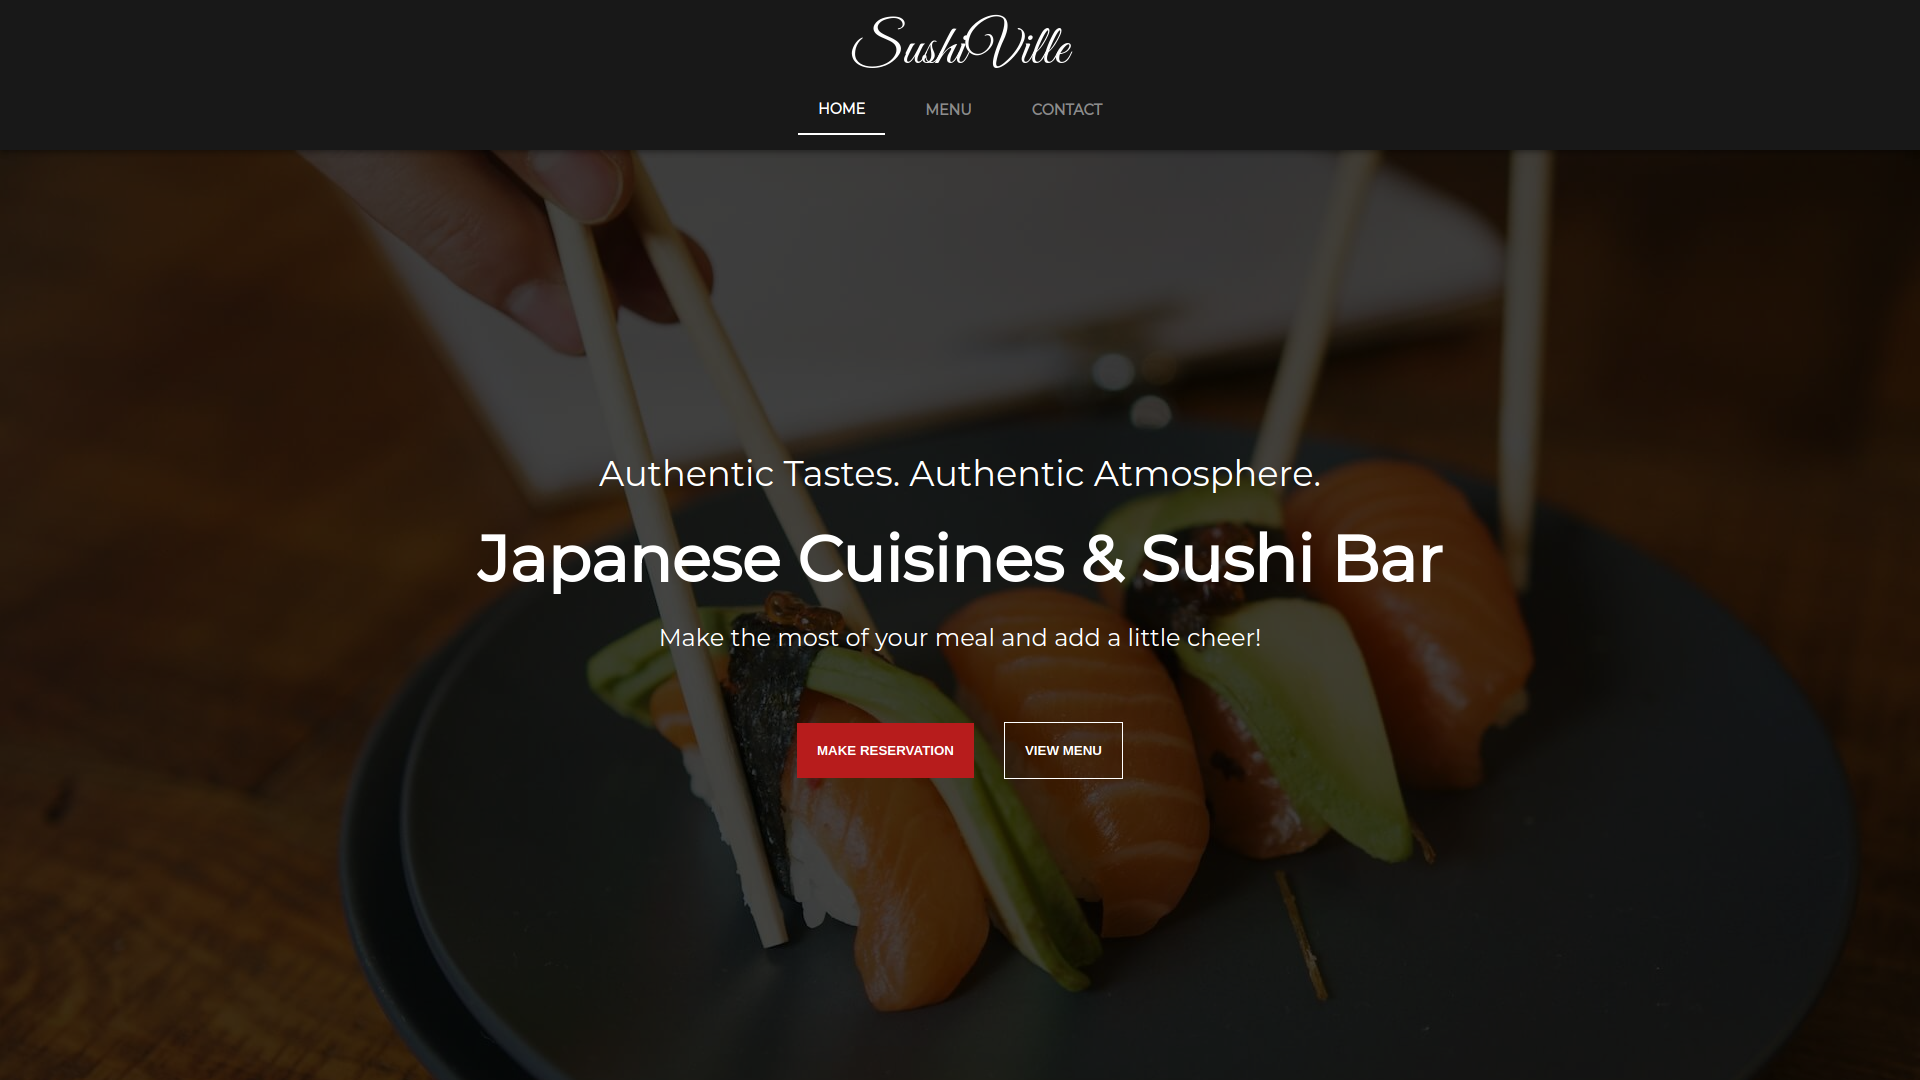 SushiVille
HOME MENU CONTACT
Authentic Tastes. Authentic Atmosphere.
Japanese Cuisines & Sushi Bar
Make the most of your meal and add a little cheer!
MAKE RESERVATION VIEW MENU